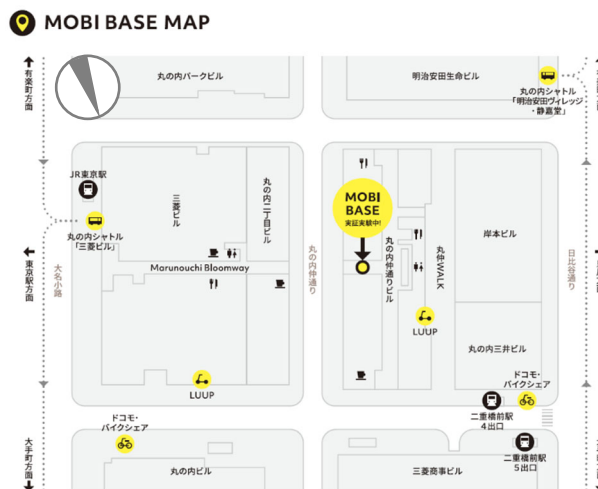 MOBI BASE MAP
有楽町方面
丸の内パークビル
明治安田生命ビル
丸の内シャトル
「明治安田ヴィレッジ
・静嘉堂」
JR東京駅
丸の内シャトル
「三菱ビル」
三菱ビル
丸の内二丁目ビル
MOBI
BASE
実証実験中!
丸の内仲通りビル
丸仲WALK
岸本ビル
Marunouchi Bloomway
東京駅方面
大名小路
丸の内仲通り
日比谷通り
LUUP
丸の内三井ビル
LUUP
ドコモ・
バイクシェア
二重橋前駅
4出口
大手町方面
ドコモ・
バイクシェア
丸の内ビル
三菱商事ビル
二重橋前駅
5出口